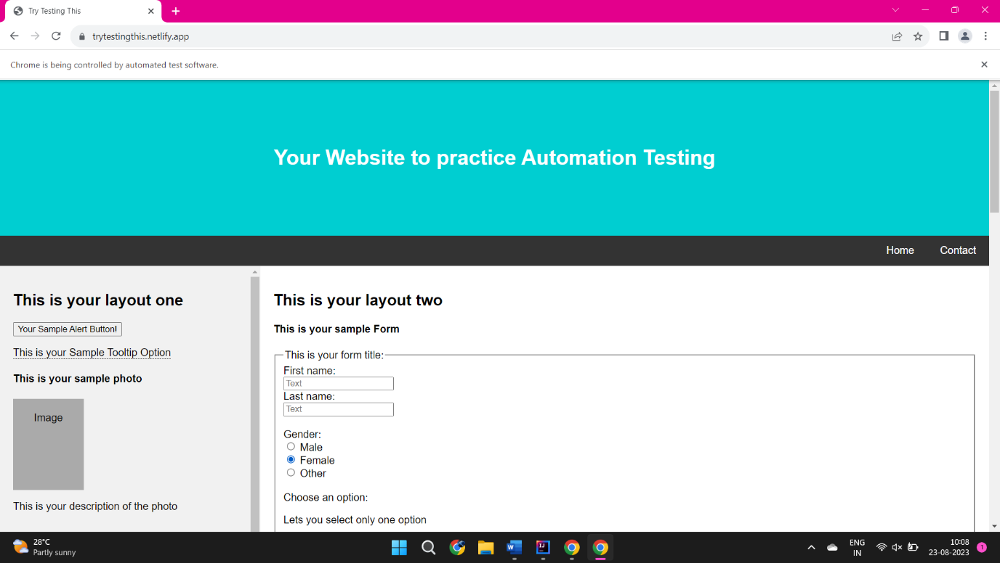 Try Testing This
trytestingthis.netlify.app
Chrome is being controlled by automated test software.
Your Website to practice Automation Testing
Home Contact
This is your layout one
Your Sample Alert Button!
This is your Sample Tooltip Option
This is your sample photo
Image
This is your description of the photo
This is your layout two
This is your sample Form
This is your form title:
First name:
Text
Last name:
Text
Gender:
Male
Female
Other
Choose an option:
Lets you select only one option
28°C
Partly sunny
W
IJ
ENG
IN
10:08
23-08-2023
1